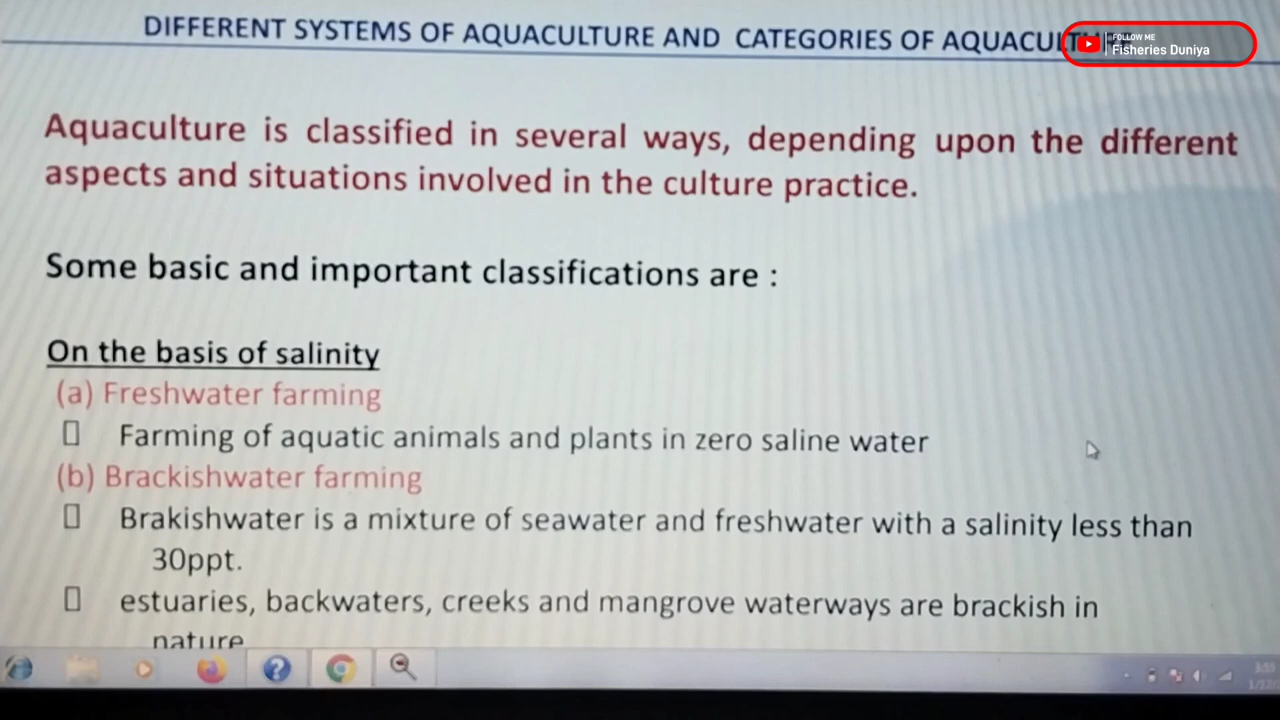 DIFFERENT SYSTEMS OF AQUACULTURE AND CATEGORIES OF
FOLLOW ME
Fisheries Duniya
Aquaculture is classified in several ways, depending upon the different
aspects and situations involved in the culture practice.
Some basic and important classifications are :
On the basis of salinity
(a) Freshwater farming
Farming of aquatic animals and plants in zero saline water
(b) Brackishwater farming
Brakishwater is a mixture of seawater and freshwater with a salinity less than
30ppt.
estuaries, backwaters, creeks and mangrove waterways are brackish in
nature